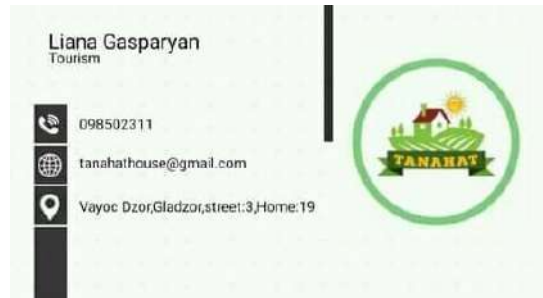 Liana Gasparyan
Tourism
098502311
tanahathouse@gmail.com
Vayoc Dzor,Gladzor,street:3,Home:19
TANAHAT